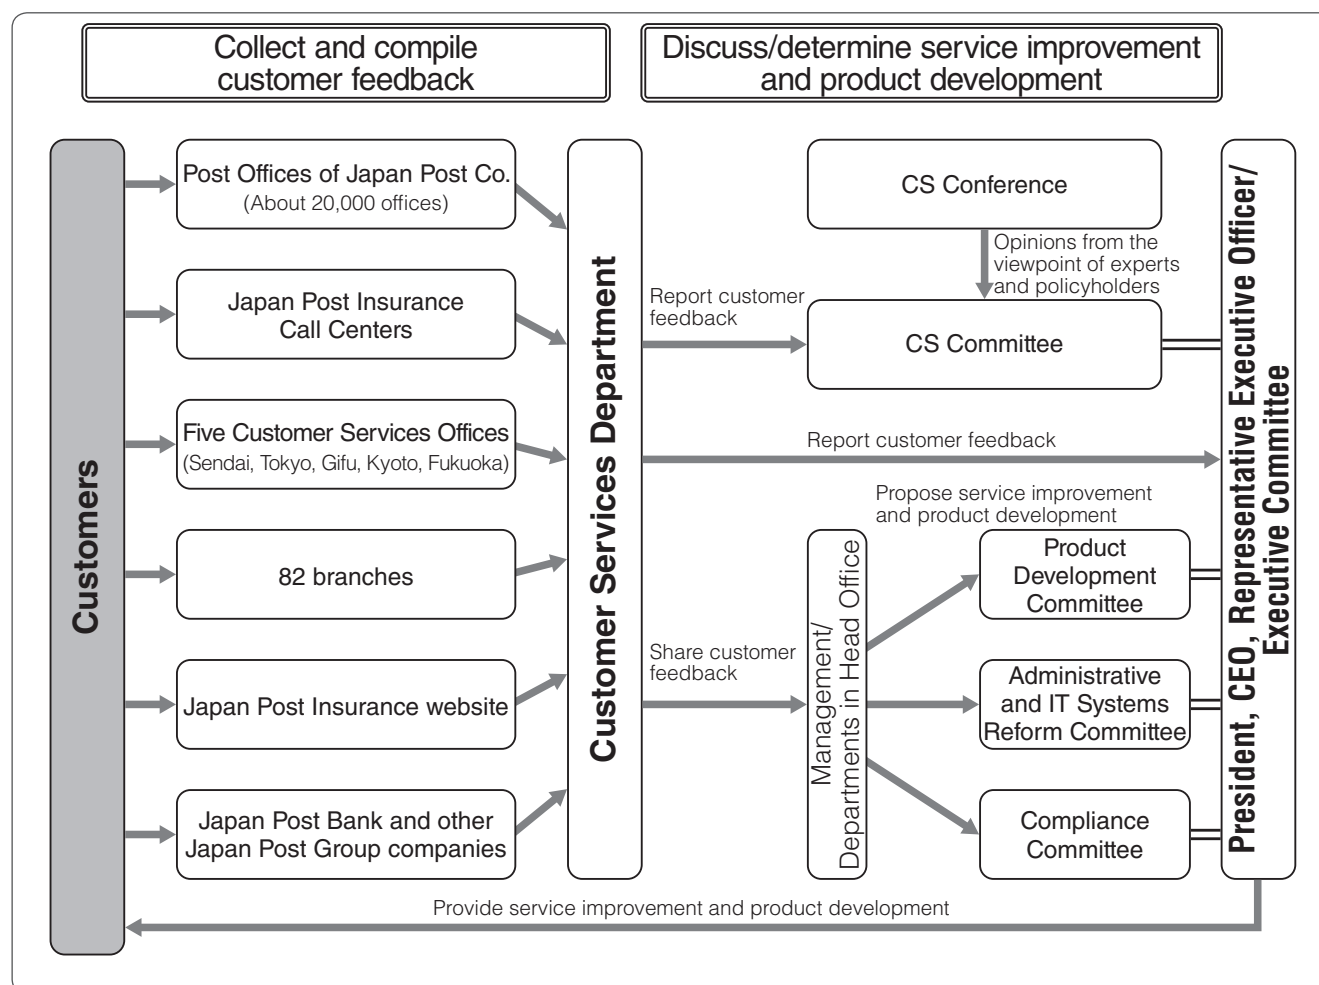 Collect and compile
customer feedback
Discuss/determine service improvement
and product development
Customers
Post Offices of Japan Post Co.
(About 20,000 offices)
Japan Post Insurance
Call Centers
Five Customer Services Offices
(Sendai, Tokyo, Gifu, Kyoto, Fukuoka)
82 branches
Japan Post Insurance website
Japan Post Bank and other
Japan Post Group companies
Customer Services Department
Report customer
feedback
CS Conference
Opinions from the
viewpoint of experts
and policyholders
CS Committee
Report customer feedback
Propose service improvement
and product development
Share customer
feedback
Management/
Departments in Head Office
Product
Development
Committee
Administrative
and IT Systems
Reform Committee
Compliance
Committee
President, CEO, Representative Executive Officer/
Executive Committee
Provide service improvement and product development